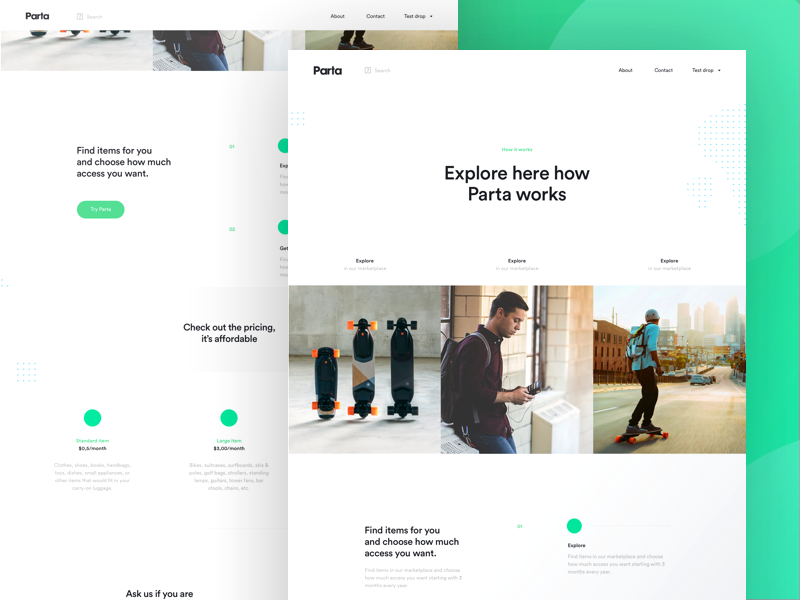 Parta
Search
About
Contact
Test drop
Find items for you
and choose how much
access you want.
Try Parta
01
Exp
02
Get
Check out the pricing,
it's affordable
Standard item
$0,5/month
Clothes, shoes, books, handbags,
toys, dishes, small appliances, or
other items that would fit in your
carry-on luggage.
Large item
$3,00/month
Bikes, suitcases, surfboards, skis &
poles, golf bags, strollers, standing
lamps, guitars, tower fans, bar
stools, chairs, etc.
Ask us if you are
Parta
Search
About
Contact
Test drop
How it works
Explore here how
Parta works
Explore
in our marketplace
Explore
in our marketplace
Explore
in our marketplace
Find items for you
and choose how much
access you want.
Find items in our marketplace and choose
how much access you want starting with 3
months every year.
01
Explore
Find items in our marketplace and choose
how much access you want starting with 3
months every year.